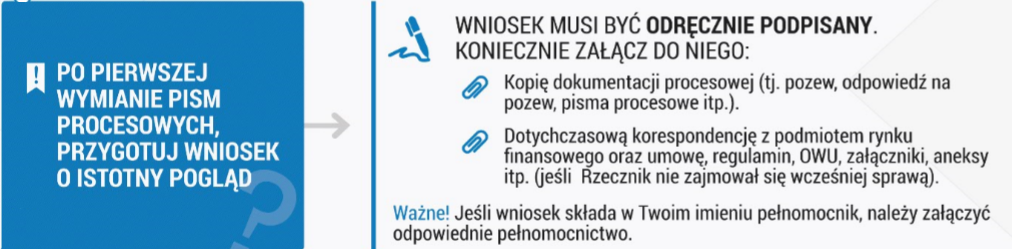 PO PIERWSZEJ
WYMIANIE PISM
PROCESOWYCH,
PRZYGOTUJ WNIOSEK
O ISTOTNY POGLĄD
WNIOSEK MUSI BYĆ ODRĘCZNIE PODPISANY.
KONIECZNIE ZAŁĄCZ DO NIEGO:
Kopię dokumentacji procesowej (tj. pozew, odpowiedź na
pozew, pisma procesowe itp.).
Dotychczasową korespondencję z podmiotem rynku
finansowego oraz umowę, regulamin, OWU, załączniki, aneksy
itp. (jeśli Rzecznik nie zajmował się wcześniej sprawą).
Ważne! Jeśli wniosek składa w Twoim imieniu pełnomocnik, należy załączyć
odpowiednie pełnomocnictwo.